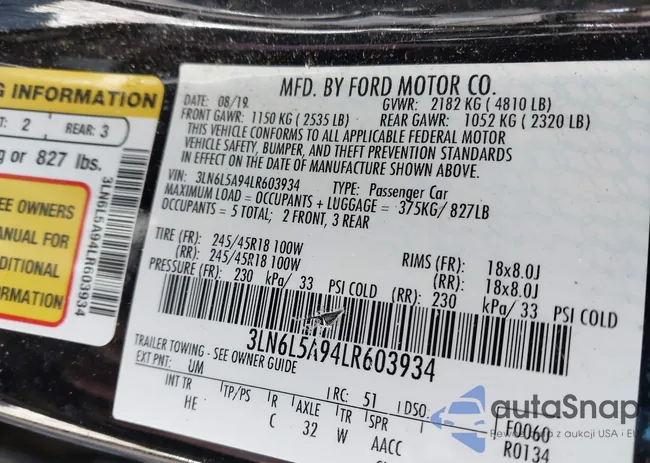 MFD. BY FORD MOTOR CO.
DATE: 08/19 GVWR: 2182 KG ( 4810 LB)
FRONT GAWR: 1150 KG (2535 LB) REAR GAWR: 1052 KG ( 2320 LB)
THIS VEHICLE CONFORMS TO ALL APPLICABLE FEDERAL MOTOR
VEHICLE SAFETY, BUMPER, AND THEFT PREVENTION STANDARDS
IN EFFECT ON THE DATE OF MANUFACTURE SHOWN ABOVE.
VIN: 3LN6L5A94LR603934 TYPE: Passenger Car
MAXIMUM LOAD = OCCUPANTS + LUGGAGE = 375KG/ 827LB
OCCUPANTS = 5 TOTAL; 2 FRONT, 3 REAR
TIRE (FR): 245/45R18 100W RIMS (FR): 18x8.0J
(RR): 245/45R18 100W (RR): 18x8.0J
PRESSURE (FR): 230 kPa/ 33 PSI COLD (RR): 230 kPa/ 33 PSI COLD
3LN6L5A94LR603934
TRAILER TOWING - SEE OWNER GUIDE
EXT PNT: UM RC: 51 DSO: F0060
INT TR TP/PS R AXLE TR SPR R0134
HE C 32 W AACC
G INFORMATION
T: 2 REAR: 3
g or 827 lbs.
EE OWNERS
ANUAL FOR
DITIONAL
ORMATION
3LN6L5A94LR603934
autoSnap
Pewne auto z aukcji USA i E